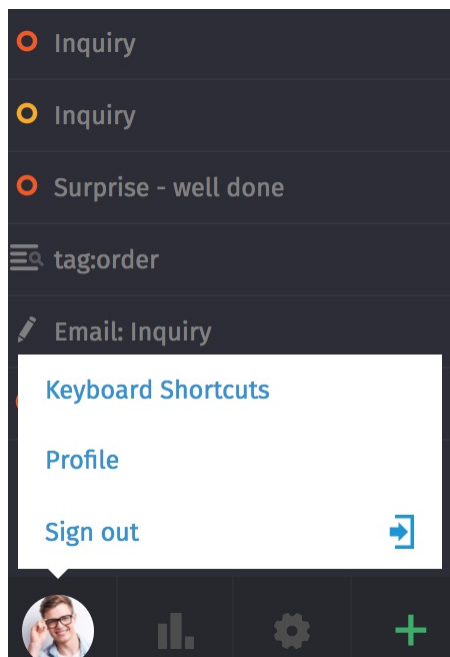 Inquiry
Inquiry
Surprise - well done
tag:order
Email: Inquiry
Keyboard Shortcuts
Profile
Sign out